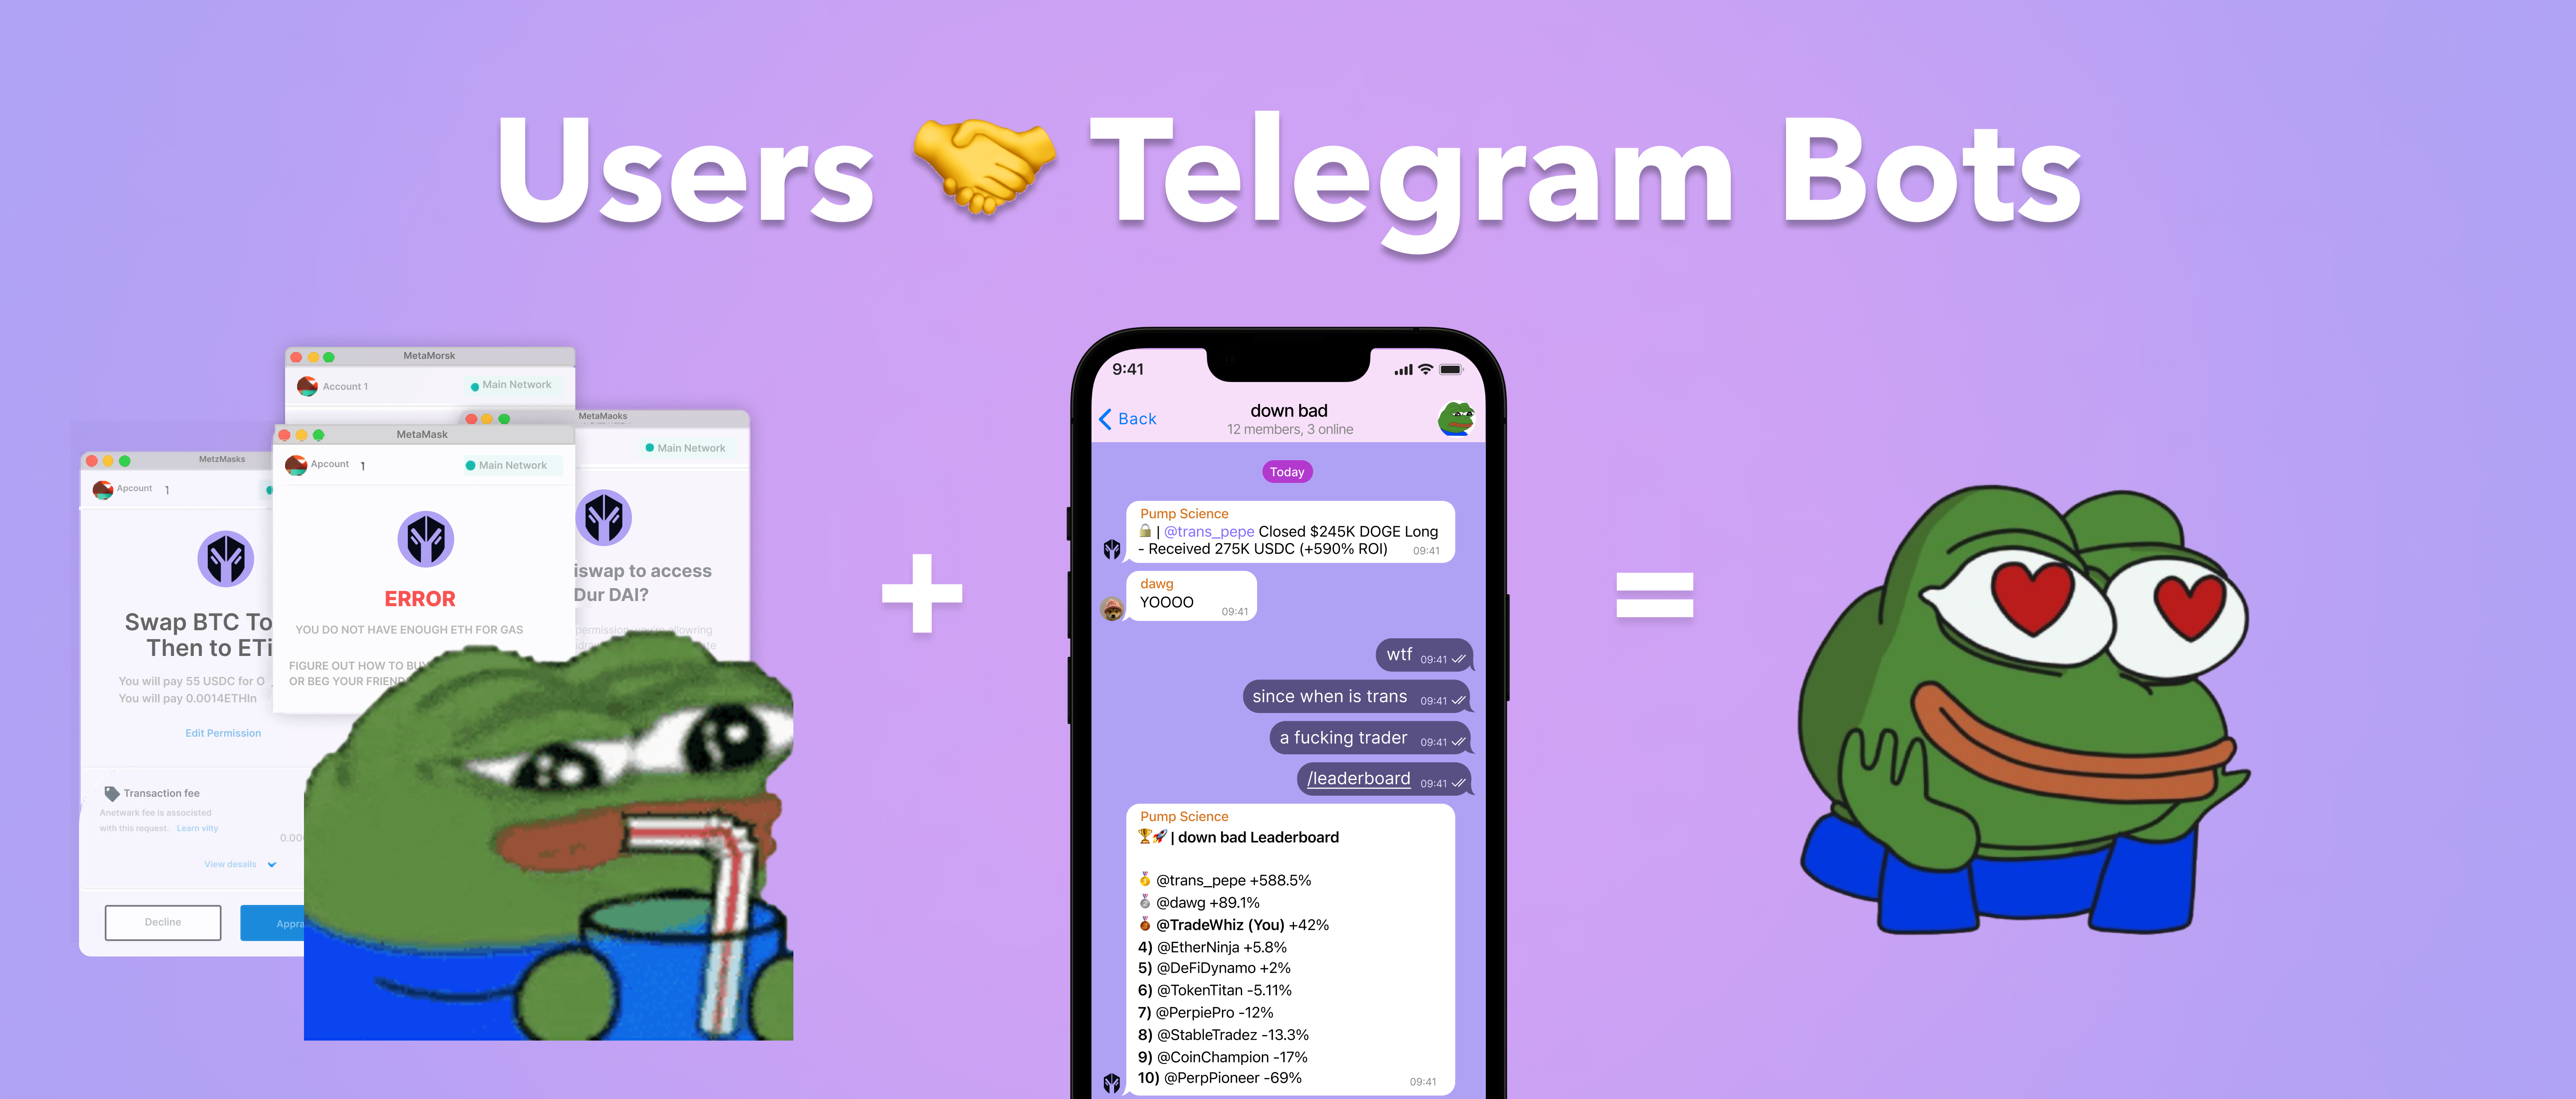 Users 🤝 Telegram Bots
MetaMorsk
Account 1
Main Network
MetaMaoks
Main Network
iswap to access
Dur DAI?
MetaMask
Apcount 1
Main Network
ERROR
YOU DO NOT HAVE ENOUGH ETH FOR GAS
FIGURE OUT HOW TO BUY
OR BEG YOUR FRIEND
MetzMasks
Apcount 1
Swap BTC To
Then to ETi
You will pay 55 USDC for O
You will pay 0.0014ETHIn
Edit Permission
Transaction fee
Anetwark fee is assocısted
with this request. Learn vilty
0.00
View desails
Decline
Appra
+
9:41
Back
down bad
12 members, 3 online
Today
Pump Science
🔒 | @trans_pepe Closed $245K DOGE Long
- Received 275K USDC (+590% ROI) 09:41
dawg
YOOOO 09:41
wtf 09:41
since when is trans 09:41
a fucking trader 09:41
/leaderboard 09:41
Pump Science
🏆🚀 | down bad Leaderboard
🥇 @trans_pepe +588.5%
🥈 @dawg +89.1%
🥉 @TradeWhiz (You) +42%
4) @EtherNinja +5.8%
5) @DeFiDynamo +2%
6) @TokenTitan -5.11%
7) @PerpiePro -12%
8) @StableTradez -13.3%
9) @CoinChampion -17%
10) @PerpPioneer -69%
09:41
=